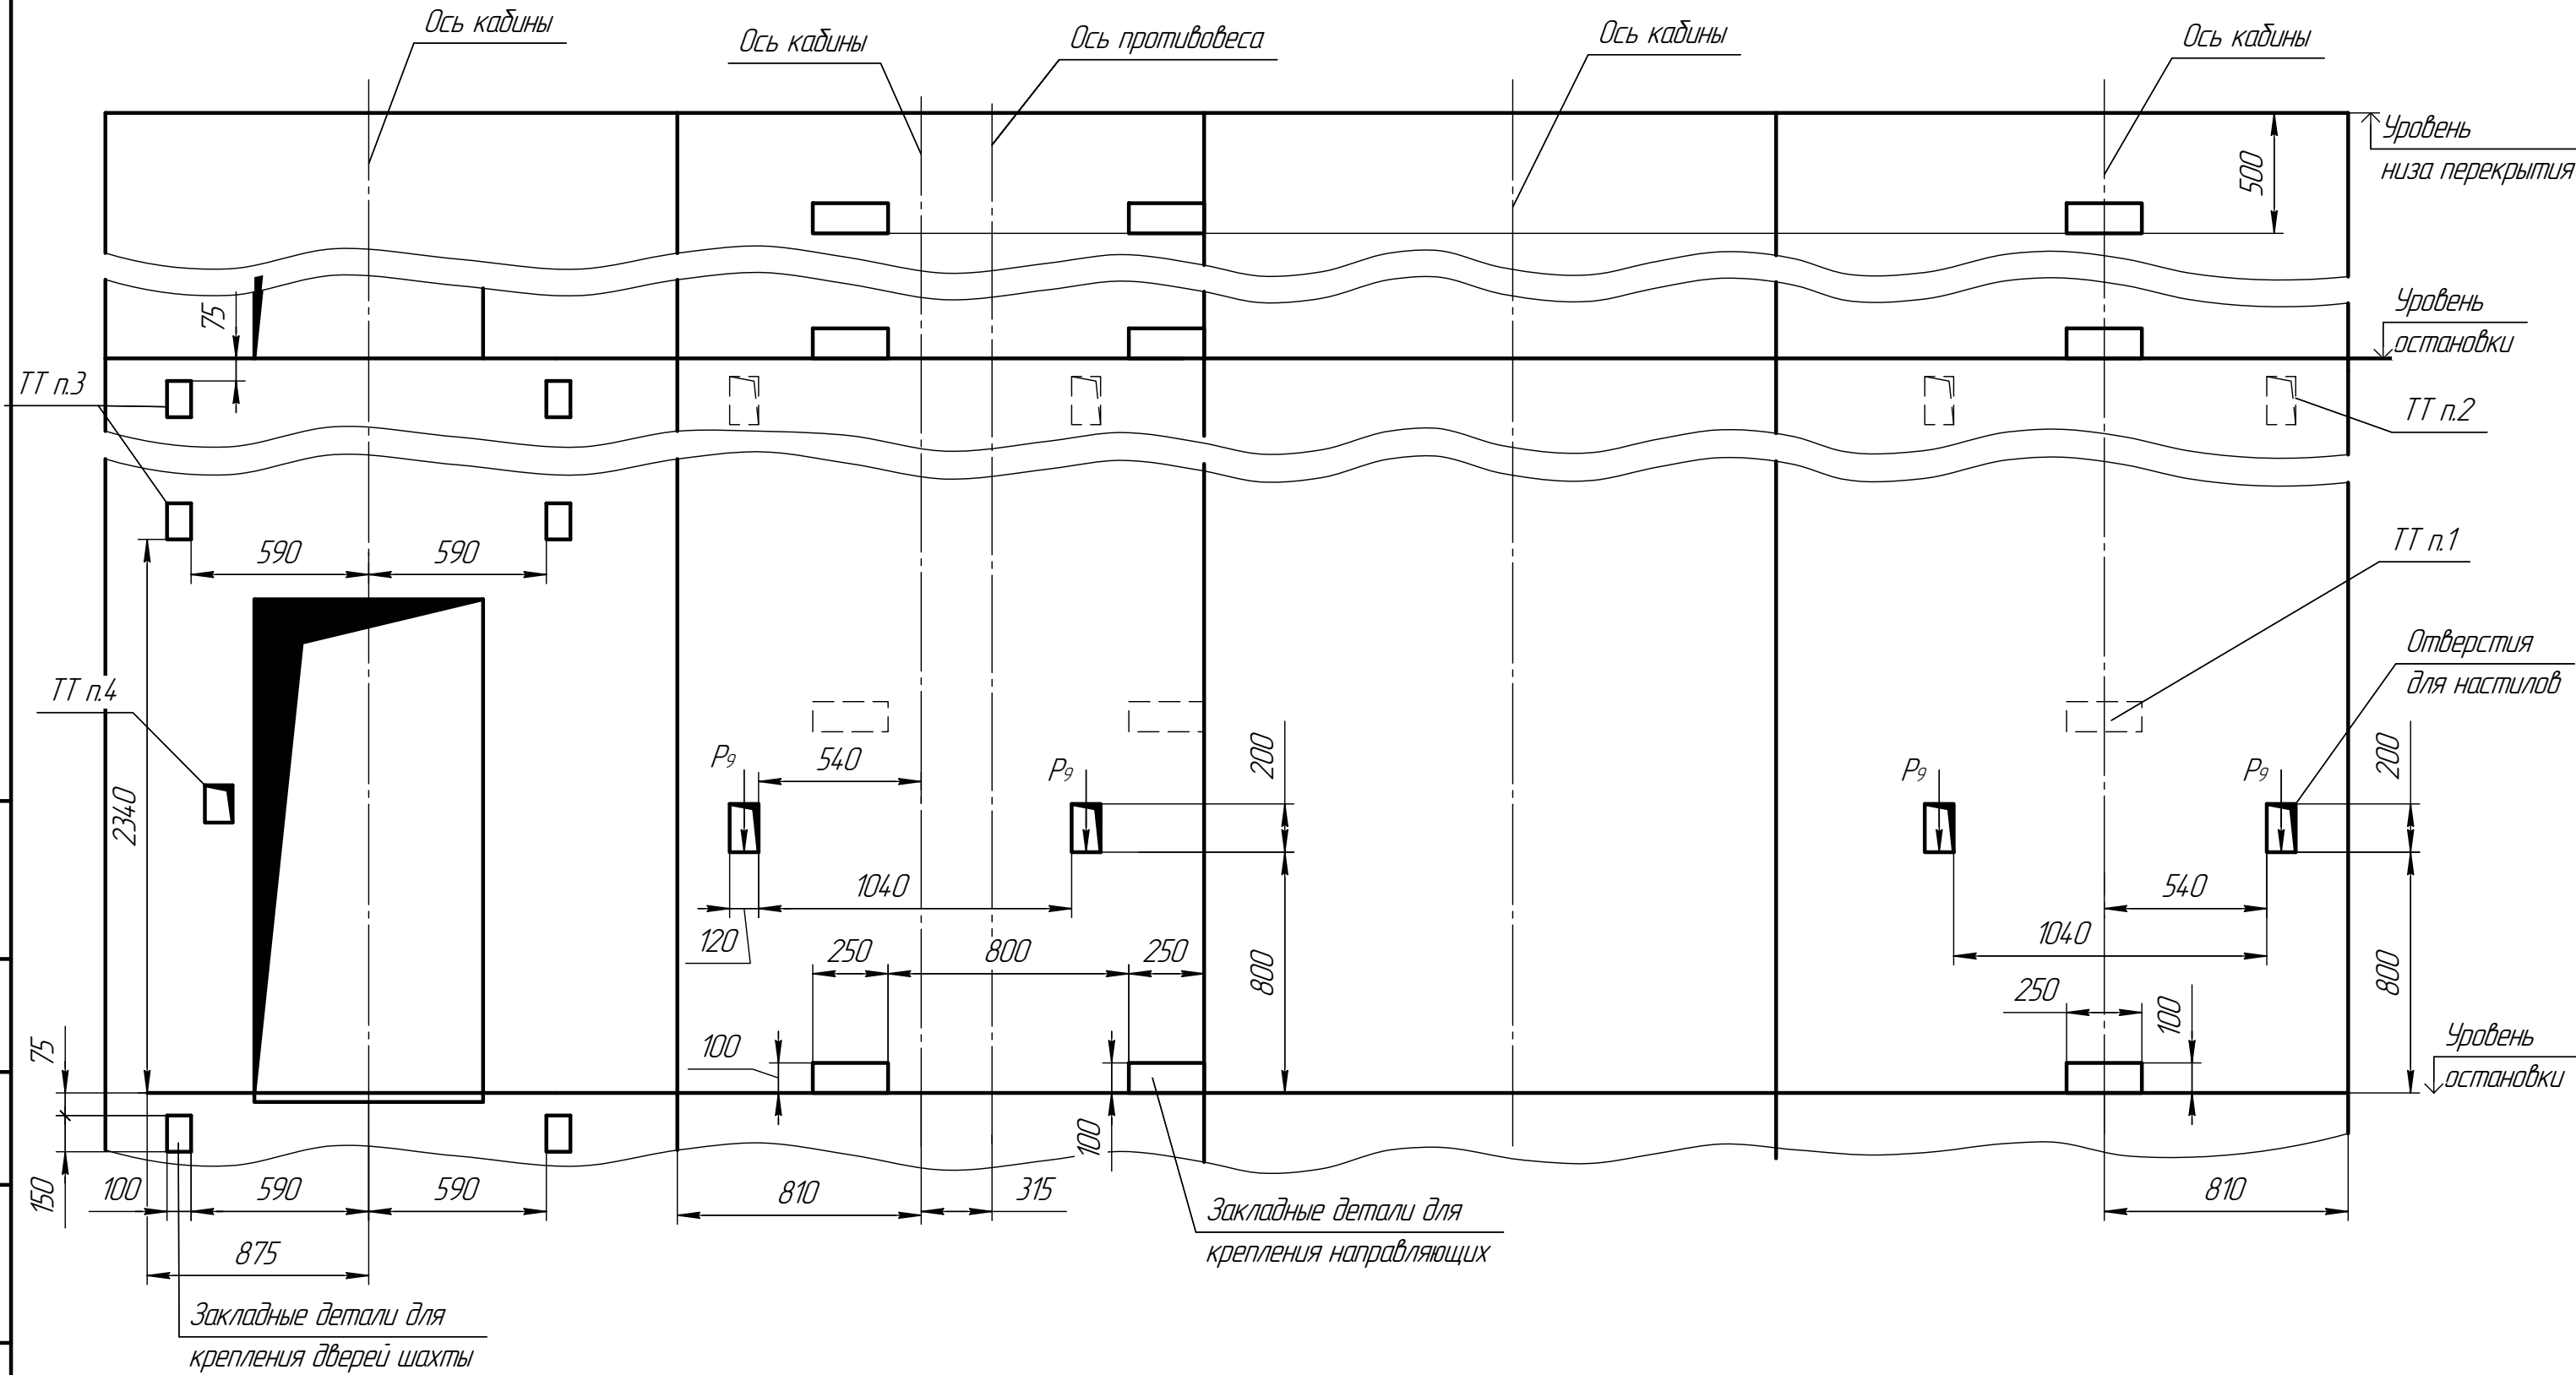 Ось кабины
Ось кабины
Ось противовеса
Ось кабины
Ось кабины
Уровень
низа перекрытия
500
Уровень
остановки
75
ТТ п.3
ТТ п.2
590
590
ТТ п.1
Отверстия
для настилов
ТТ п.4
2340
P9
540
P9
200
P9
P9
200
1040
120
540
1040
250
800
250
800
250
100
800
100
100
75
Уровень
остановки
150
100
590
590
810
315
810
875
Закладные детали для
крепления направляющих
Закладные детали для
крепления дверей шахты